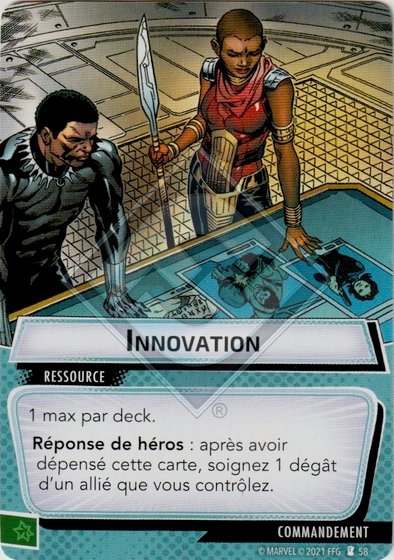 INNOVATION
RESSOURCE
1 max par deck.
Réponse de héros : après avoir
dépensé cette carte, soignez 1 dégât
d'un allié que vous contrôlez.
®
COMMANDEMENT
© MARVEL © 2021 FFG 58